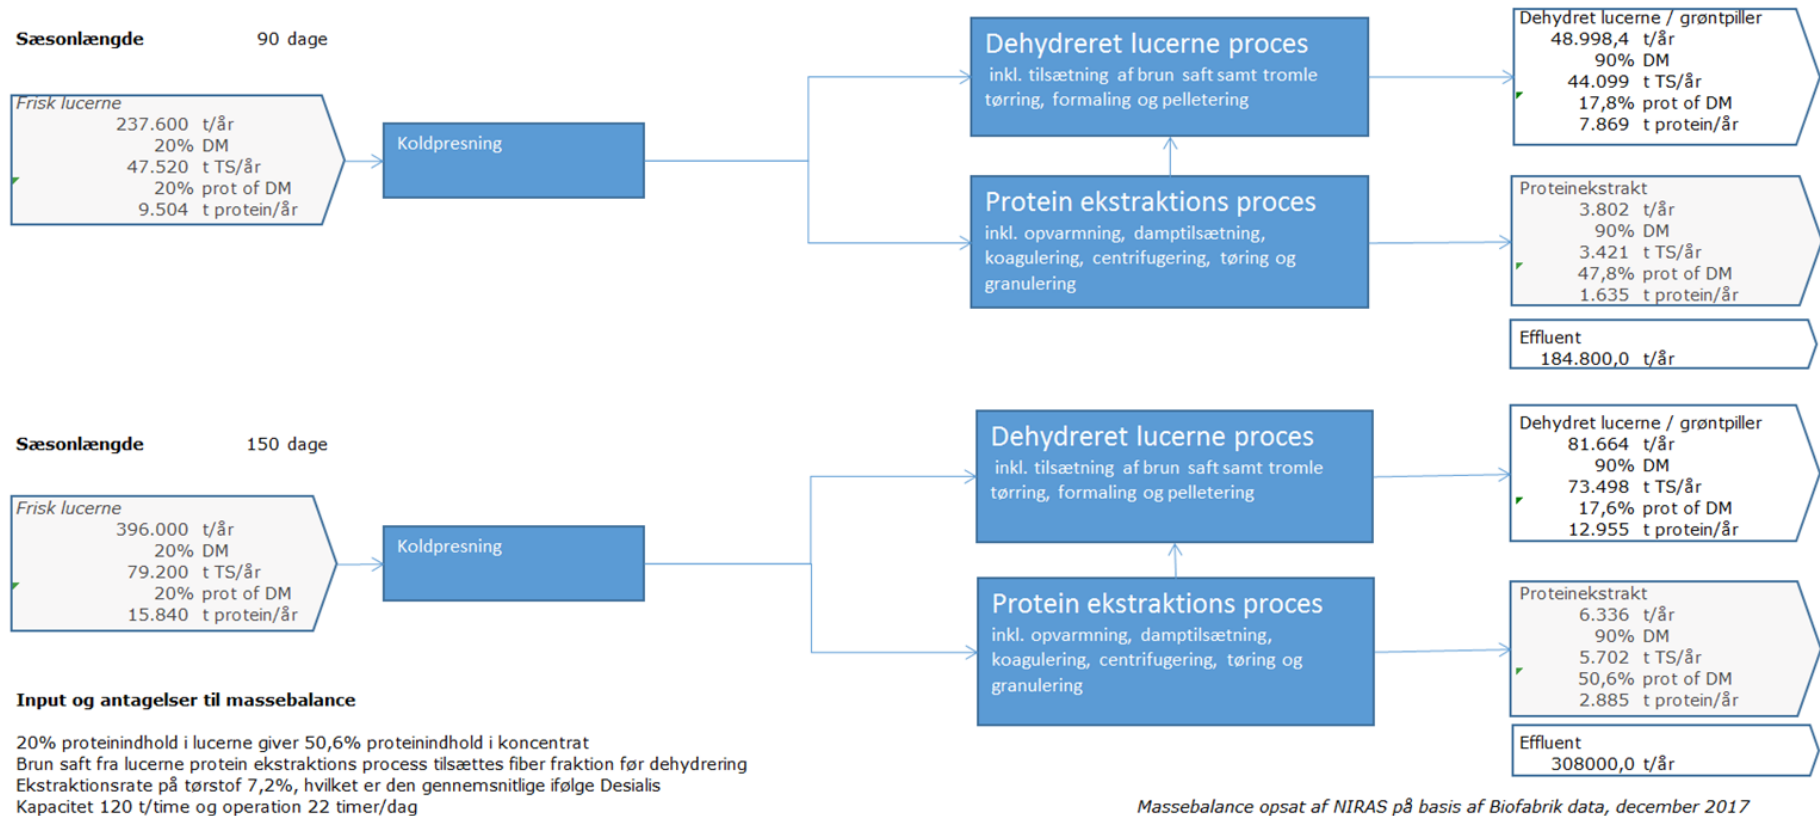 Sæsonlængde 90 dage
Frisk lucerne
237.600 t/år
20% DM
47.520 t TS/år
20% prot of DM
9.504 t protein/år
Koldpresning
Dehydreret lucerne proces
inkl. tilsætning af brun saft samt tromle
tørring, formaling og pelletering
Protein ekstraktions proces
inkl. opvarmning, damptilsætning,
koagulering, centrifugering, tøring og
granulering
Dehydret lucerne / grøntpiller
48.998,4 t/år
90% DM
44.099 t TS/år
17,8% prot of DM
7.869 t protein/år
Proteinekstrakt
3.802 t/år
90% DM
3.421 t TS/år
47,8% prot of DM
1.635 t protein/år
Effluent
184.800,0 t/år
Sæsonlængde 150 dage
Frisk lucerne
396.000 t/år
20% DM
79.200 t TS/år
20% prot of DM
15.840 t protein/år
Koldpresning
Dehydreret lucerne proces
inkl. tilsætning af brun saft samt tromle
tørring, formaling og pelletering
Protein ekstraktions proces
inkl. opvarmning, damptilsætning,
koagulering, centrifugering, tøring og
granulering
Dehydret lucerne / grøntpiller
81.664 t/år
90% DM
73.498 t TS/år
17,6% prot of DM
12.955 t protein/år
Proteinekstrakt
6.336 t/år
90% DM
5.702 t TS/år
50,6% prot of DM
2.885 t protein/år
Effluent
308000,0 t/år
Input og antagelser til massebalance
20% proteinindhold i lucerne giver 50,6% proteinindhold i koncentrat
Brun saft fra lucerne protein ekstraktions process tilsættes fiber fraktion før dehydrering
Ekstraktionsrate på tørstof 7,2%, hvilket er den gennemsnitlige ifølge Desialis
Kapacitet 120 t/time og operation 22 timer/dag
Massebalance opsat af NIRAS på basis af Biofabrik data, december 2017